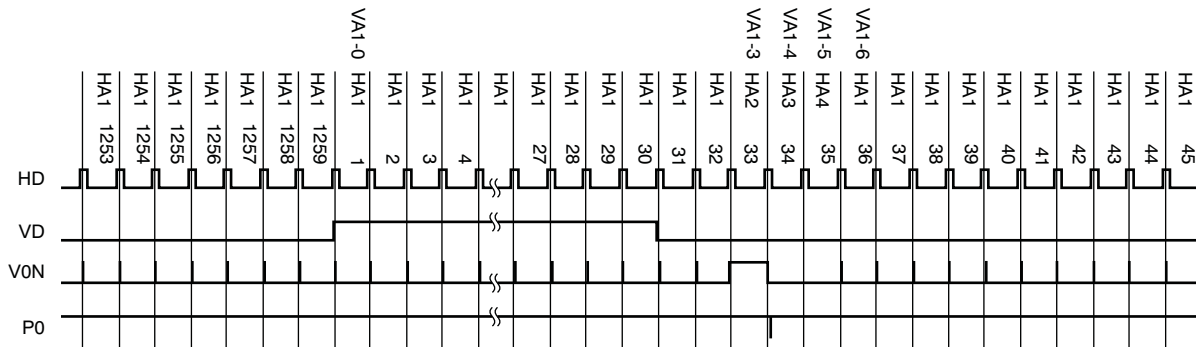 VA1-0 VA1-3 VA1-4 VA1-5 VA1-6
HA1 HA1 HA1 HA1 HA1 HA1 HA1 HA1 HA1 HA1 HA1 HA1 HA1 HA1 HA1 HA1 HA1 HA1 HA2 HA3 HA4 HA1 HA1 HA1 HA1 HA1 HA1 HA1 HA1 HA1 HA1
1253 1254 1255 1256 1257 1258 1259 1 2 3 4 27 28 29 30 31 32 33 34 35 36 37 38 39 40 41 42 43 44 45
HD
VD
V0N
P0